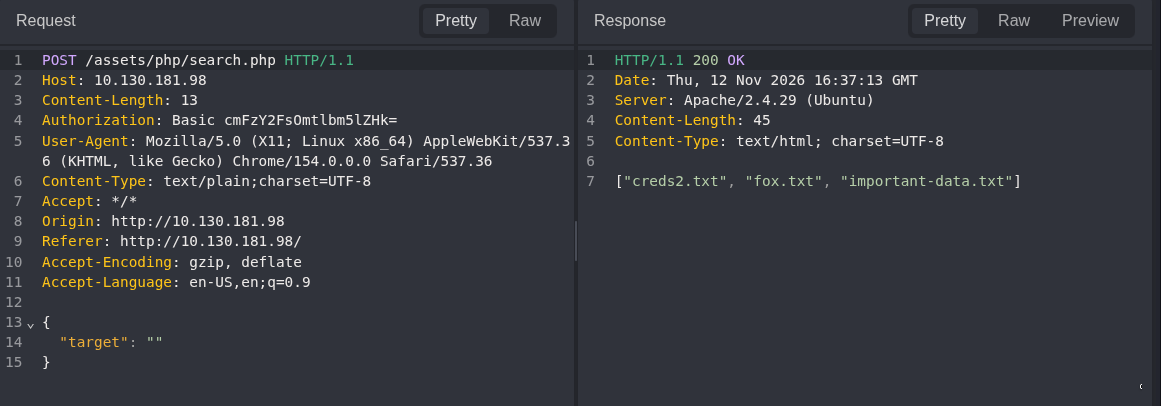 Request
Pretty
Raw
1 POST /assets/php/search.php HTTP/1.1
2 Host: 10.130.181.98
3 Content-Length: 13
4 Authorization: Basic cmFzY2FsOmtlbm5lZHk=
5 User-Agent: Mozilla/5.0 (X11; Linux x86_64) AppleWebKit/537.3
6 (KHTML, like Gecko) Chrome/154.0.0.0 Safari/537.36
6 Content-Type: text/plain;charset=UTF-8
7 Accept: */*
8 Origin: http://10.130.181.98
9 Referer: http://10.130.181.98/
10 Accept-Encoding: gzip, deflate
11 Accept-Language: en-US,en;q=0.9
12
13 {
14 "target": ""
15 }
Response
Pretty
Raw
Preview
1 HTTP/1.1 200 OK
2 Date: Thu, 12 Nov 2026 16:37:13 GMT
3 Server: Apache/2.4.29 (Ubuntu)
4 Content-Length: 45
5 Content-Type: text/html; charset=UTF-8
6
7 ["creds2.txt", "fox.txt", "important-data.txt"]